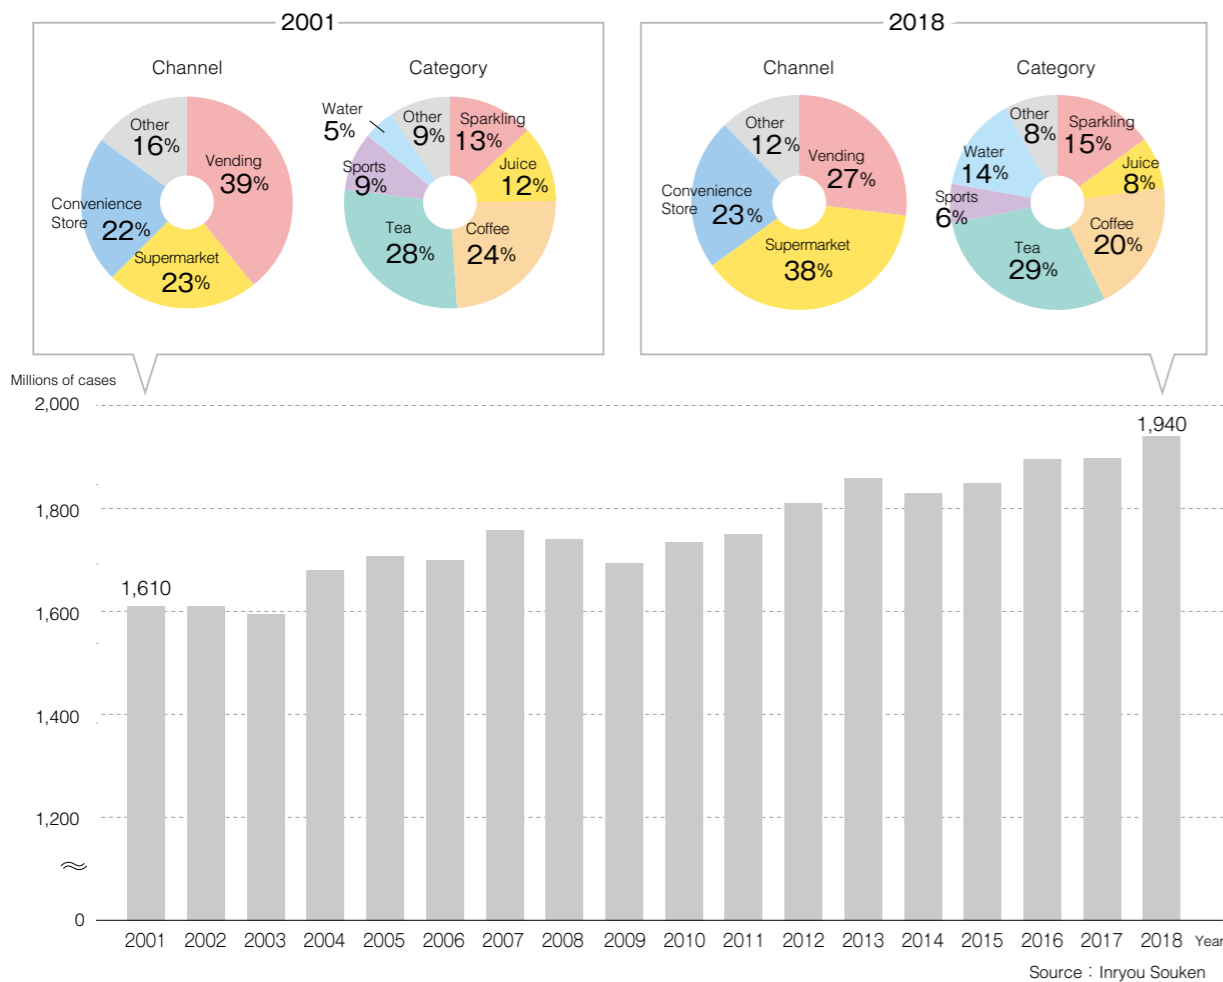 2001
Channel
Category
Other
16%
Vending
39%
Convenience
Store
22%
Supermarket
23%
Water
5%
Other
9%
Sparkling
13%
Sports
9%
Juice
12%
Tea
28%
Coffee
24%
2018
Channel
Category
Other
12%
Vending
27%
Convenience
Store
23%
Supermarket
38%
Other
8%
Sparkling
15%
Water
14%
Juice
8%
Sports
6%
Coffee
20%
Tea
29%
Millions of cases
2,000
1,940
1,800
1,610
1,600
1,400
1,200
0
2001 2002 2003 2004 2005 2006 2007 2008 2009 2010 2011 2012 2013 2014 2015 2016 2017 2018 Year
Source：Inryou Souken